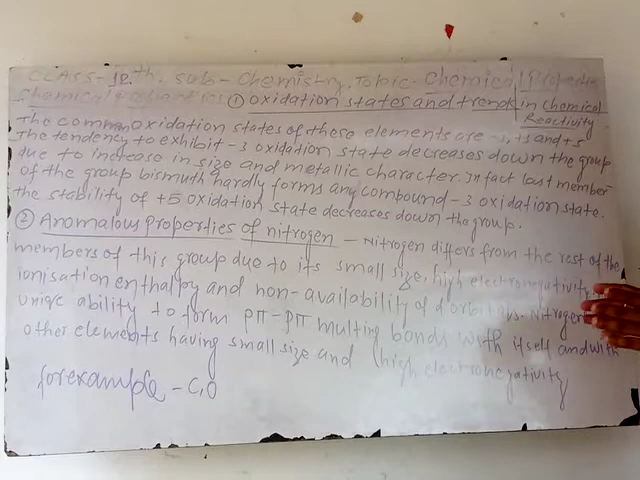 CLASS-12th. Sub-Chemistry. Topic- Chemical Properties
Chemical properties ① Oxidation states and trends in chemical
Reactivity
The common oxidation states of these elements are -3, +3 and +5
The tendency to exhibit -3 oxidation state decreases down the group
due to increase in size and metallic character. In fact last member
of the group bismuth hardly forms any compound -3 oxidation state.
the stability of +5 oxidation state decreases down the group.
② Anomalous Properties of nitrogen - Nitrogen differs from the rest of the
members of this group due to its small size, high electronegativity,
ionisation enthalpy and non-availability of d orbitals. Nitrogen
unique ability to form pπ-pπ multing bonds with itself and with
other elements having small size and high electronegativity
for example - C, O